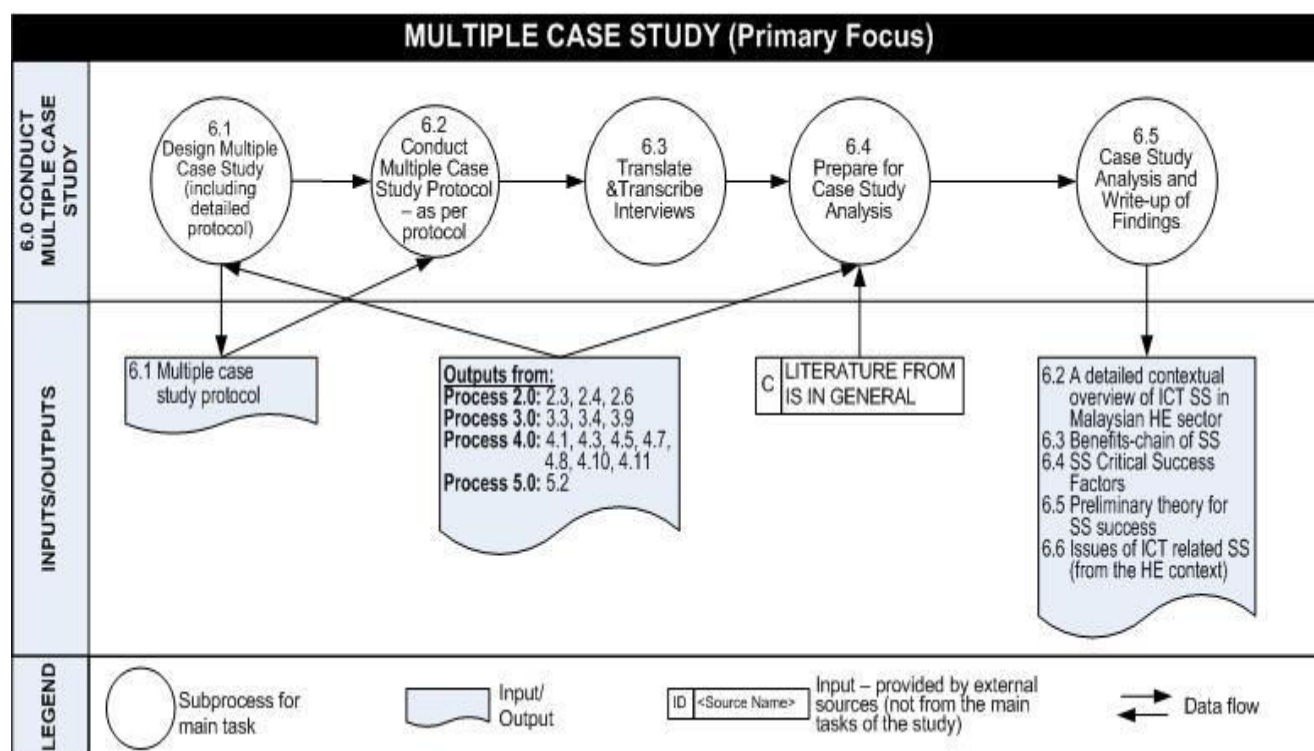 MULTIPLE CASE STUDY (Primary Focus)
6.0 CONDUCT
MULTIPLE CASE
STUDY
6.1
Design Multiple
Case Study
(including
detailed
protocol)
6.2
Conduct
Multiple Case
Study Protocol
– as per
protocol
6.3
Translate
&Transcribe
Interviews
6.4
Prepare for
Case Study
Analysis
6.5
Case Study
Analysis and
Write-up of
Findings
INPUTS/OUTPUTS
6.1 Multiple case
study protocol
Outputs from:
Process 2.0: 2.3, 2.4, 2.6
Process 3.0: 3.3, 3.4, 3.9
Process 4.0: 4.1, 4.3, 4.5, 4.7,
4.8, 4.10, 4.11
Process 5.0: 5.2
C
LITERATURE FROM
IS IN GENERAL
6.2 A detailed contextual
overview of ICT SS in
Malaysian HE sector
6.3 Benefits-chain of SS
6.4 SS Critical Success
Factors
6.5 Preliminary theory for
SS success
6.6 Issues of ICT related SS
(from the HE context)
LEGEND
Subprocess for
main task
Input/
Output
ID <Source Name>
Input – provided by external
sources (not from the main
tasks of the study)
Data flow